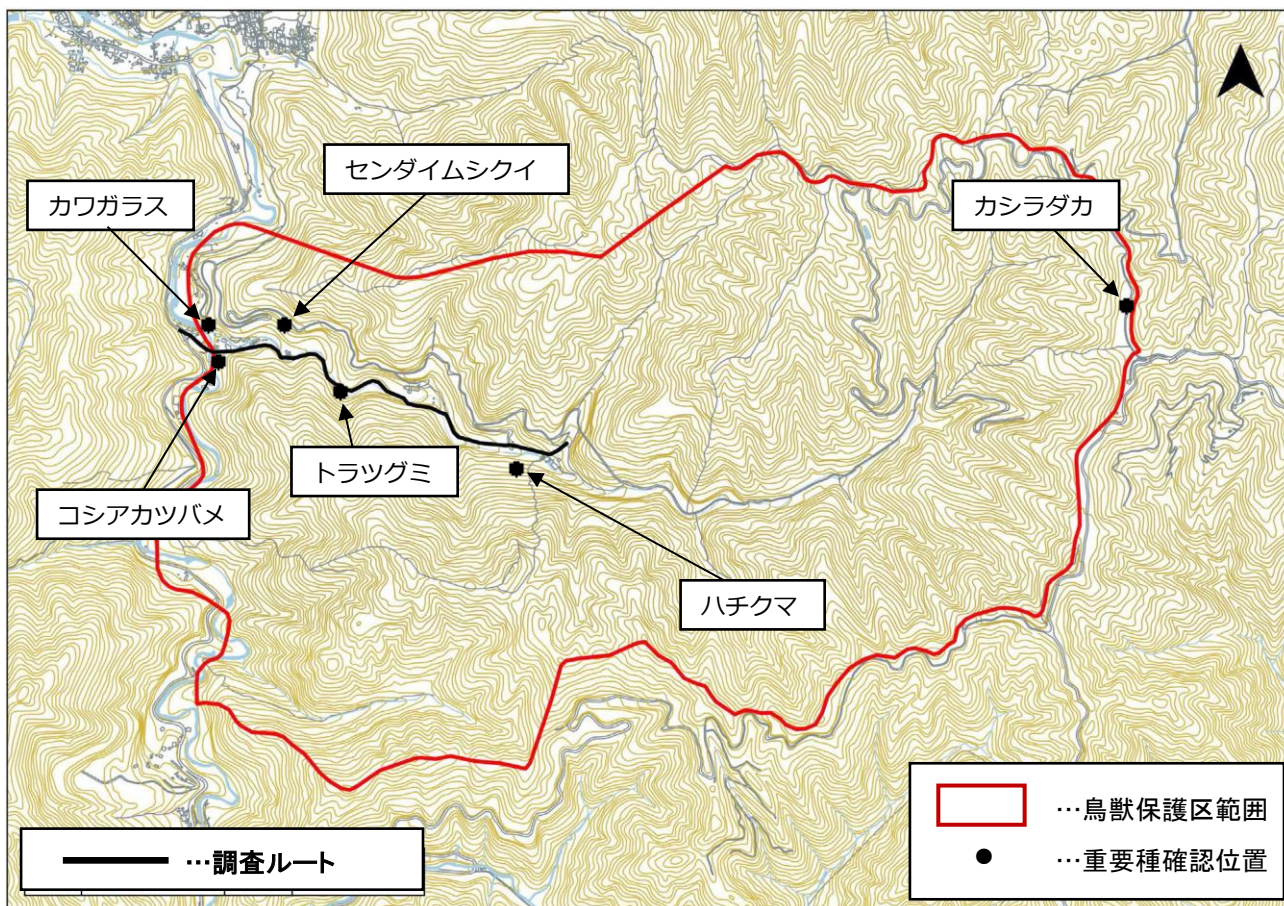 センダイムシクイ
カワガラス
カシラダカ
トラツグミ
コシアカツバメ
ハチクマ
…鳥獣保護区範囲
…調査ルート
…重要種確認位置